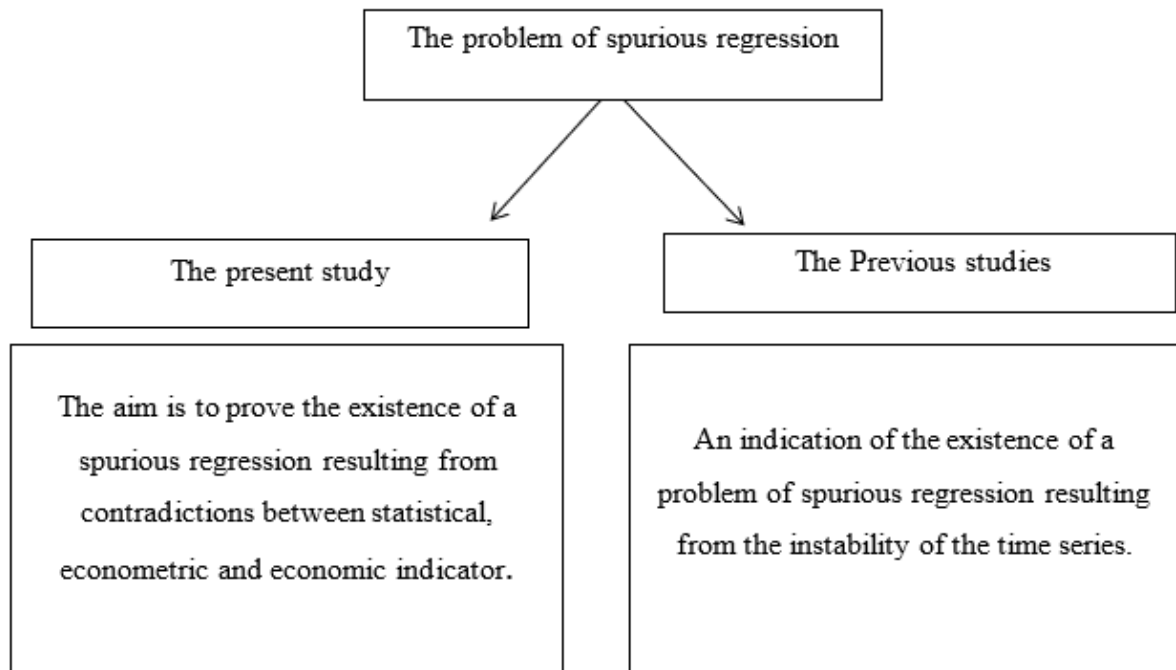 The problem of spurious regression
The present study
The Previous studies
The aim is to prove the existence of a
spurious regression resulting from
contradictions between statistical,
econometric and economic indicator.
An indication of the existence of a
problem of spurious regression resulting
from the instability of the time series.